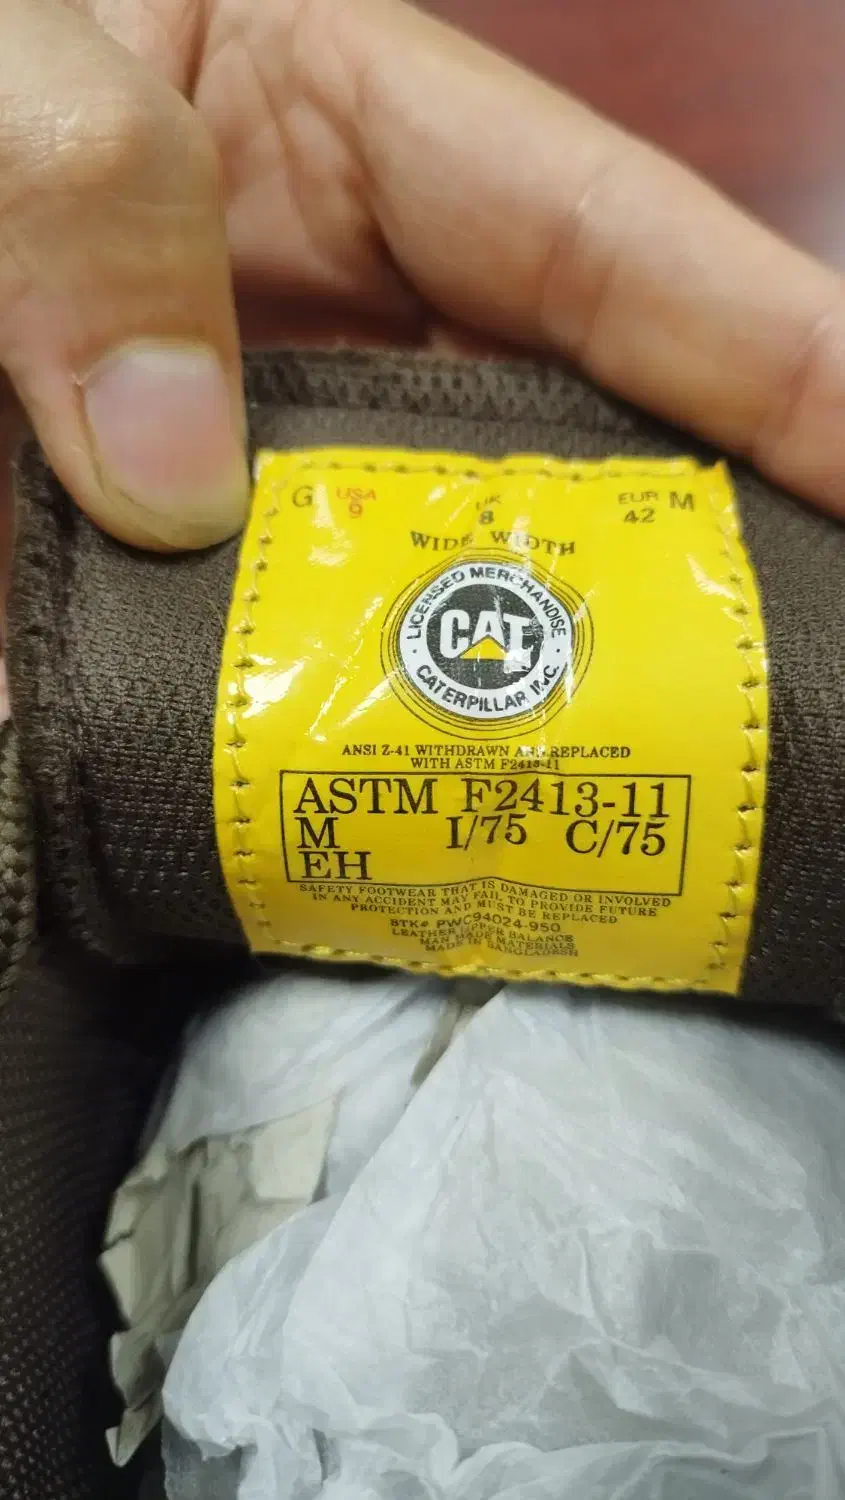 G USA UK EUR M
9 8 42
WIDE WIDTH
LICENSED MERCHANDISE
CAT
CATERPILLAR INC.
ANSI Z-41 WITHDRAWN AND REPLACED
WITH ASTM F2413-11
ASTM F2413-11
M I/75 C/75
EH
SAFETY FOOTWEAR THAT IS DAMAGED OR INVOLVED
IN ANY ACCIDENT MAY FAIL TO PROVIDE FUTURE
PROTECTION AND MUST BE REPLACED
STK# PWC94024-950
LEATHER UPPER BALANCE
MAN MADE MATERIALS
MADE IN BANGLADESH